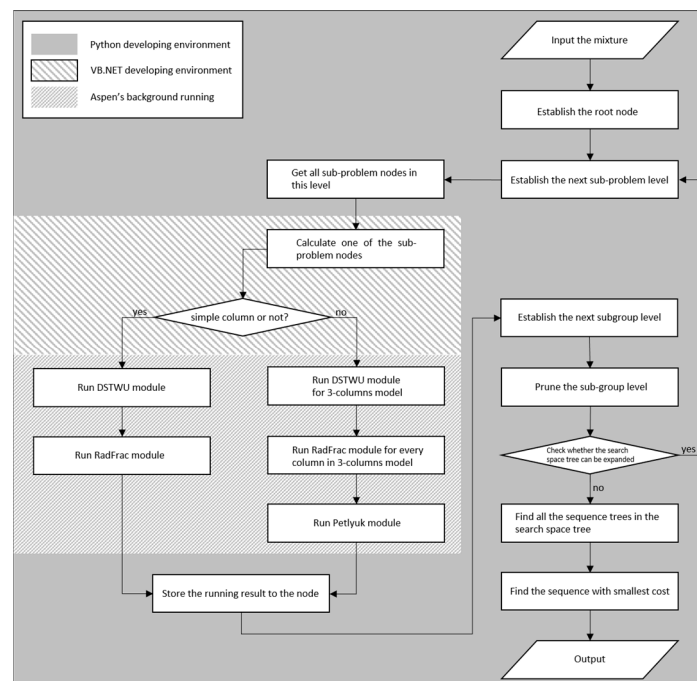 Python developing environment
VB.NET developing environment
Aspen's background running
Input the mixture
Establish the root node
Establish the next sub-problem level
Get all sub-problem nodes in
this level
Calculate one of the sub-
problem nodes
simple column or not?
yes
no
Run DSTWU module
Run RadFrac module
Run DSTWU module
for 3-columns model
Run RadFrac module for every
column in 3-columns model
Run Petlyuk module
Store the running result to the node
Establish the next subgroup level
Prune the sub-group level
Check whether the search
space tree can be expanded
yes
no
Find all the sequence trees in the
search space tree
Find the sequence with smallest cost
Output